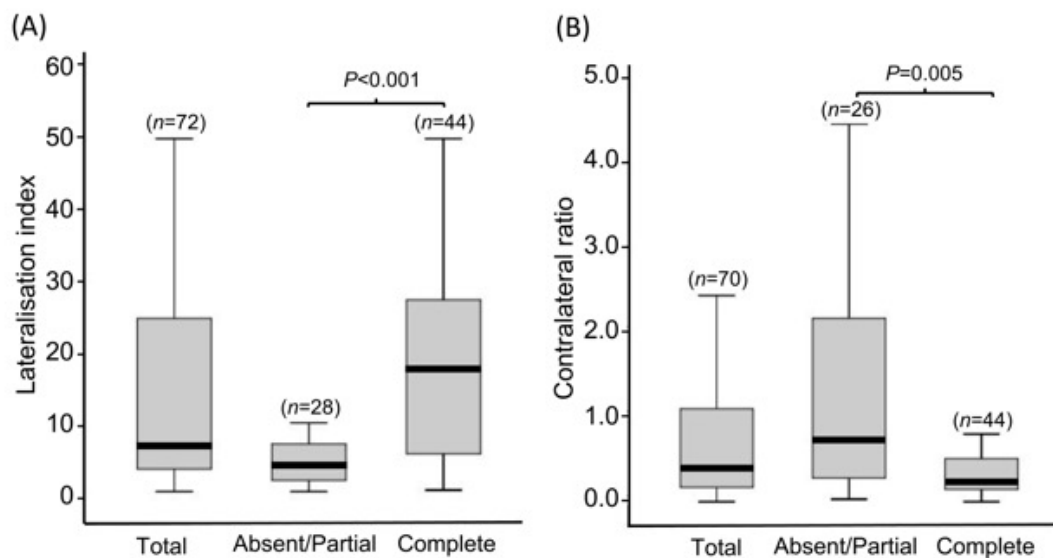 (A)
Lateralisation index
60
50
40
30
20
10
0
P<0.001
(n=72)
(n=28)
(n=44)
Total Absent/Partial Complete
(B)
Contralateral ratio
5.0
4.0
3.0
2.0
1.0
0.0
P=0.005
(n=70)
(n=26)
(n=44)
Total Absent/Partial Complete